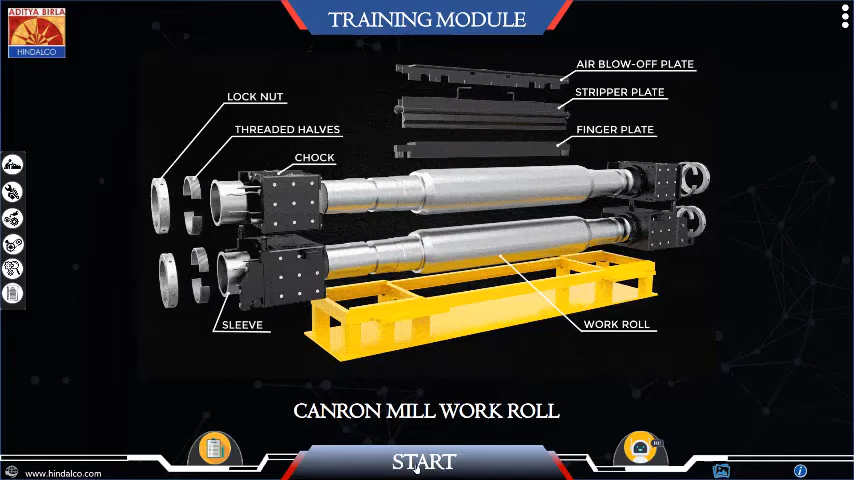 ADITYA BIRLA
HINDALCO
TRAINING MODULE
AIR BLOW-OFF PLATE
STRIPPER PLATE
FINGER PLATE
LOCK NUT
THREADED HALVES
CHOCK
SLEEVE
WORK ROLL
CANRON MILL WORK ROLL
START
www.hindalco.com